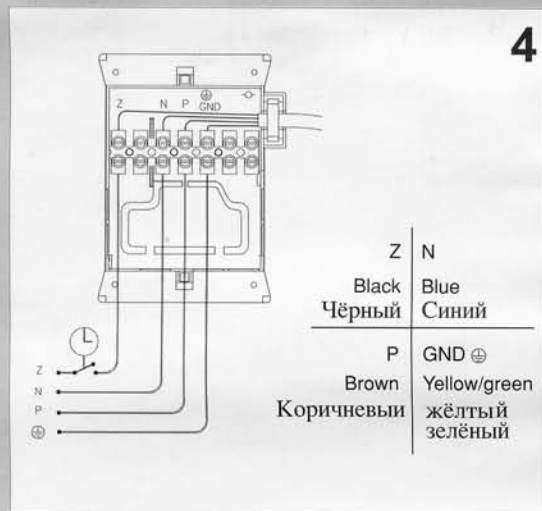 4
Z N P GND
Z N
Black Blue
Чёрный Синий
P GND
Brown Yellow/green
Коричневыи жёлтый
зелёный
Z
N
P